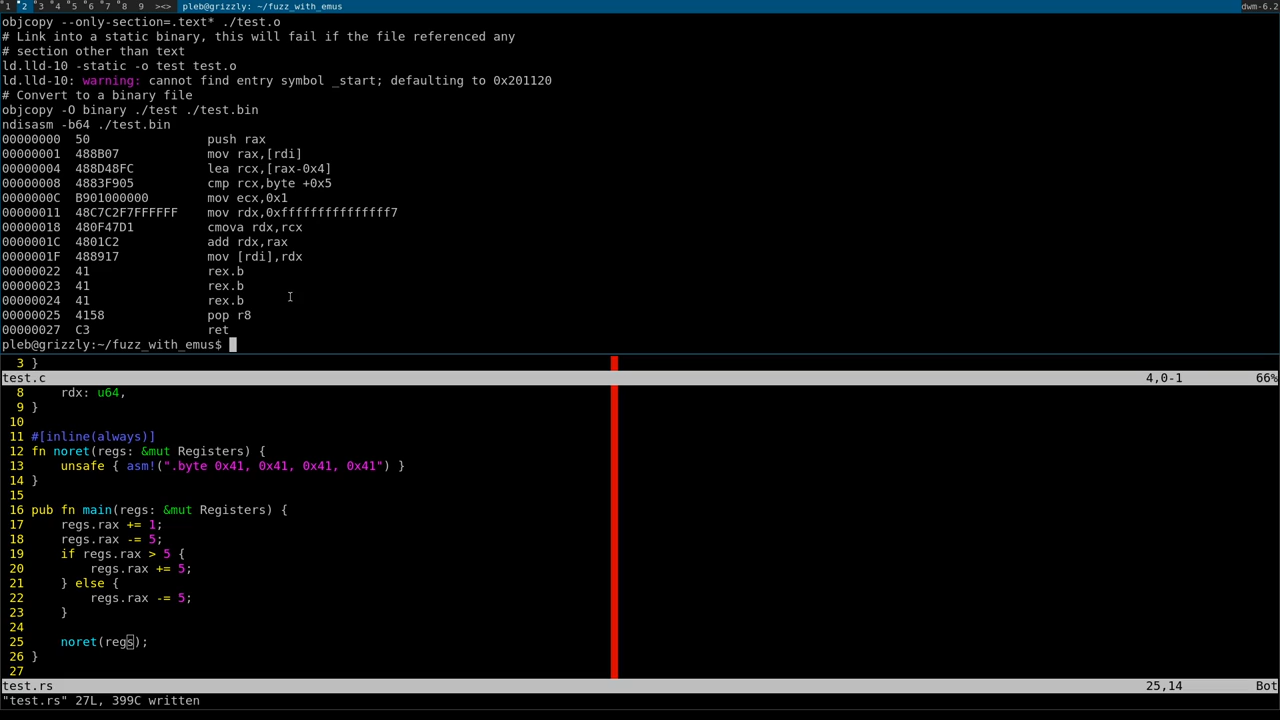 1 2 3 4 5 6 7 8 9 ><> pleb@grizzly: ~/fuzz_with_emus dwm-6.2
objcopy --only-section=.text* ./test.o
# Link into a static binary, this will fail if the file referenced any
# section other than text
ld.lld-10 -static -o test test.o
ld.lld-10: warning: cannot find entry symbol _start; defaulting to 0x201120
# Convert to a binary file
objcopy -O binary ./test ./test.bin
ndisasm -b64 ./test.bin
00000000 50 push rax
00000001 488B07 mov rax,[rdi]
00000004 488D48FC lea rcx,[rax-0x4]
00000008 4883F905 cmp rcx,byte +0x5
0000000C B901000000 mov ecx,0x1
00000011 48C7C2F7FFFFFF mov rdx,0xfffffffffffffff7
00000018 480F47D1 cmova rdx,rcx
0000001C 4801C2 add rdx,rax
0000001F 488917 mov [rdi],rdx
00000022 41 rex.b
00000023 41 rex.b
00000024 41 rex.b
00000025 4158 pop r8
00000027 C3 ret
pleb@grizzly:~/fuzz_with_emus$
3 }
test.c 4,0-1 66%
8 rdx: u64,
9 }
10
11 #[inline(always)]
12 fn noret(regs: &mut Registers) {
13 unsafe { asm!(".byte 0x41, 0x41, 0x41, 0x41") }
14 }
15
16 pub fn main(regs: &mut Registers) {
17 regs.rax += 1;
18 regs.rax -= 5;
19 if regs.rax > 5 {
20 regs.rax += 5;
21 } else {
22 regs.rax -= 5;
23 }
24
25 noret(regs);
26 }
27
test.rs 25,14 Bot
"test.rs" 27L, 399C written